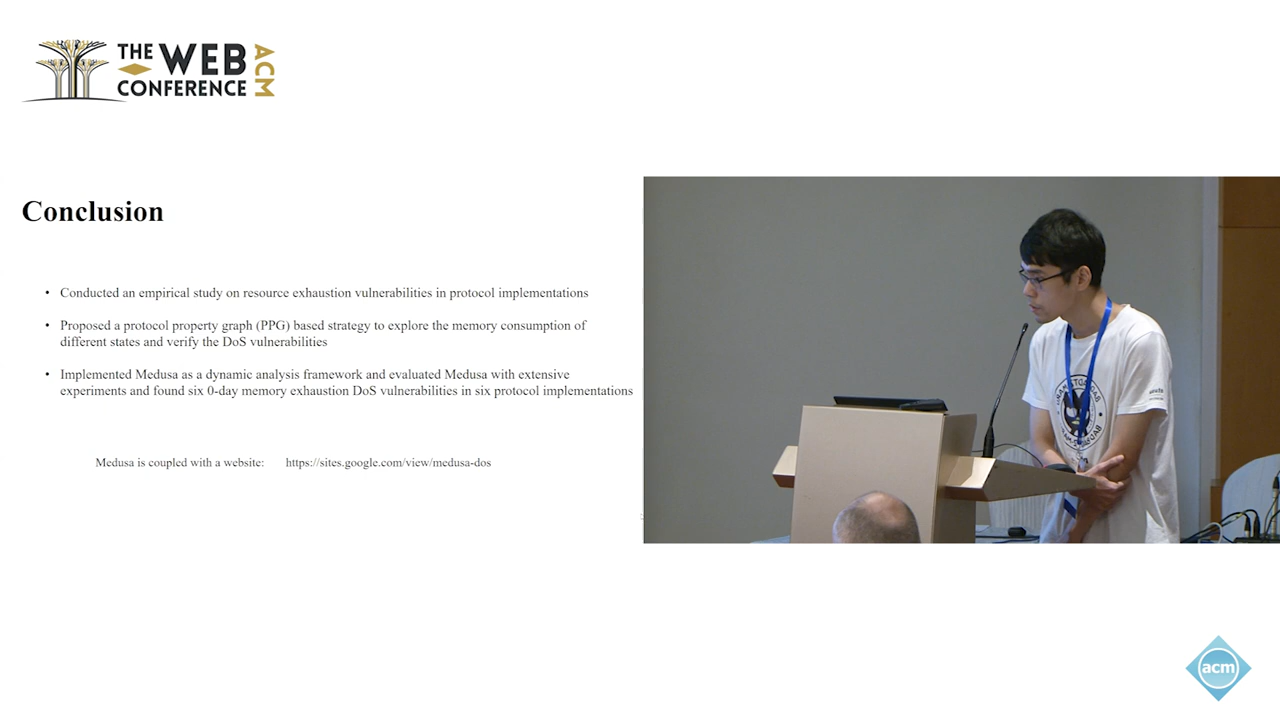 THE WEB
CONFERENCE
ACM
Conclusion
• Conducted an empirical study on resource exhaustion vulnerabilities in protocol implementations
• Proposed a protocol property graph (PPG) based strategy to explore the memory consumption of
different states and verify the DoS vulnerabilities
• Implemented Medusa as a dynamic analysis framework and evaluated Medusa with extensive
experiments and found six 0-day memory exhaustion DoS vulnerabilities in six protocol implementations
Medusa is coupled with a website: https://sites.google.com/view/medusa-dos
acm